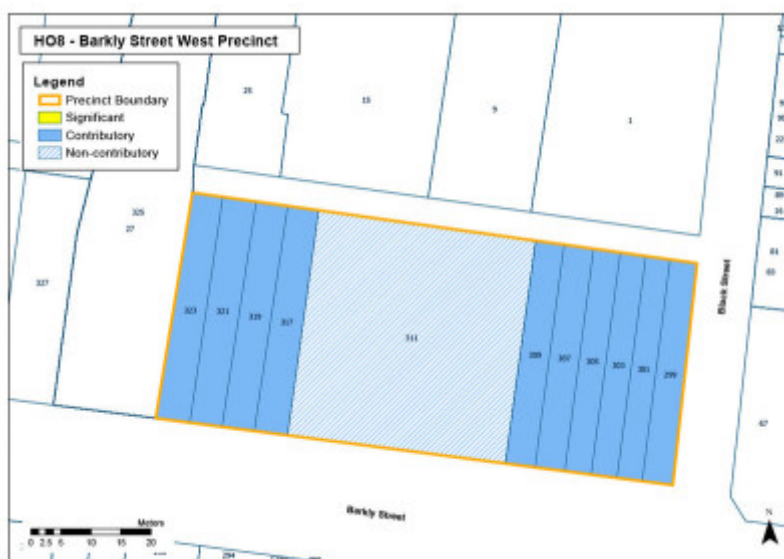 HO8 - Barkly Street West Precinct
Legend
Precinct Boundary
Significant
Contributory
Non-contributory
25
15
9
1
325
27
327
323
321
319
317
311
309
307
305
303
301
299
Black Street
67
Barkly Street
Meters
0 2.5 5 10 15 20
N